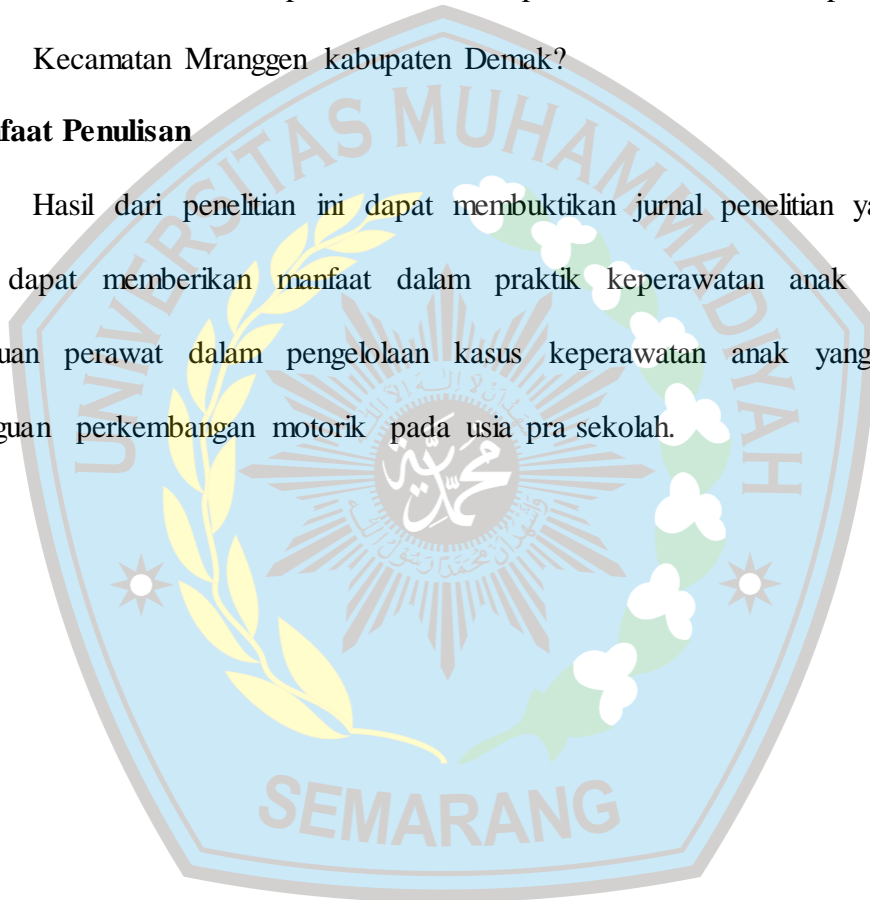 Kecamatan Mranggen kabupaten Demak?
faat Penulisan
Hasil dari penelitian ini dapat membuktikan jurnal penelitian ya
dapat memberikan manfaat dalam praktik keperawatan anak
uan perawat dalam pengelolaan kasus keperawatan anak yang
guan perkembangan motorik pada usia pra sekolah.
UNIVERSITAS MUHAMMADIYAH
محمدية
SEMARANG